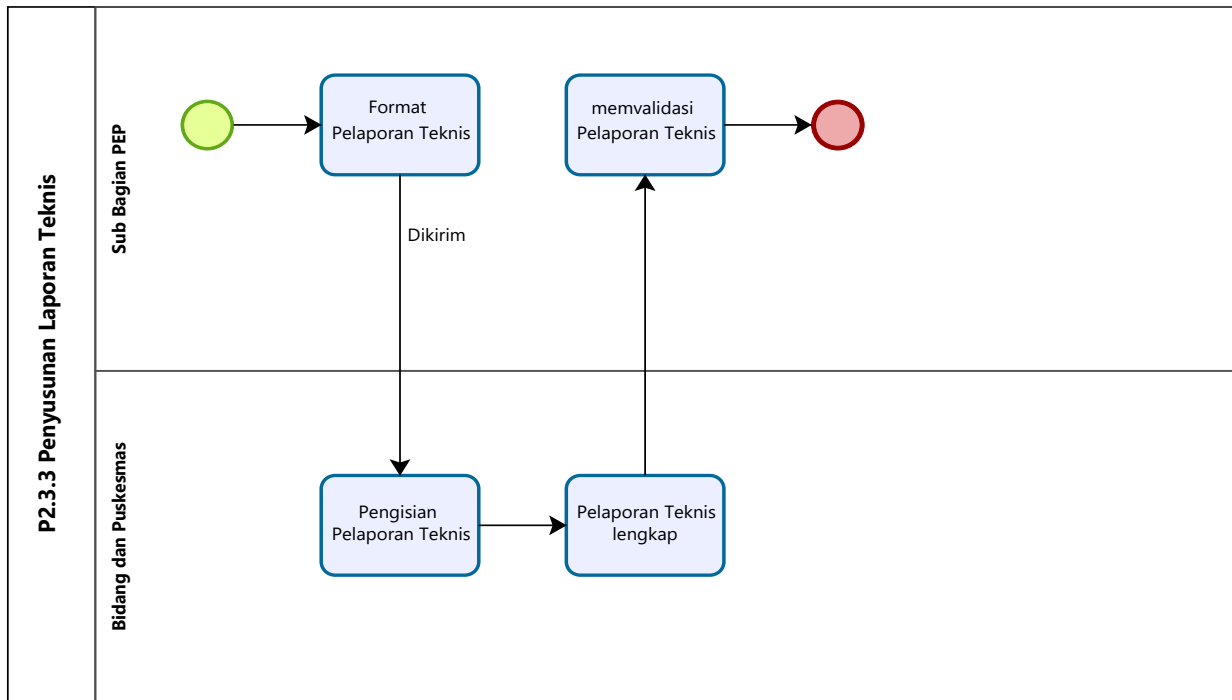 P2.3.3 Penyusunan Laporan Teknis
Sub Bagian PEP
Format
Pelaporan Teknis
memvalidasi
Pelaporan Teknis
Dikirim
Bidang dan Puskesmas
Pengisian
Pelaporan Teknis
Pelaporan Teknis
lengkap